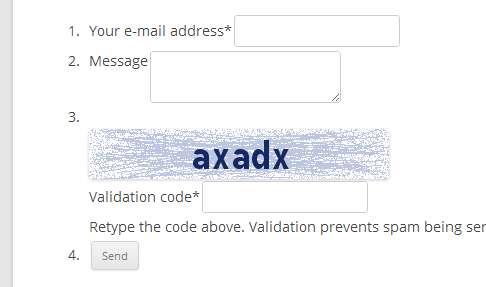 1. Your e-mail address*
2. Message
3.
axadx
Validation code*
Retype the code above. Validation prevents spam being
4. Send